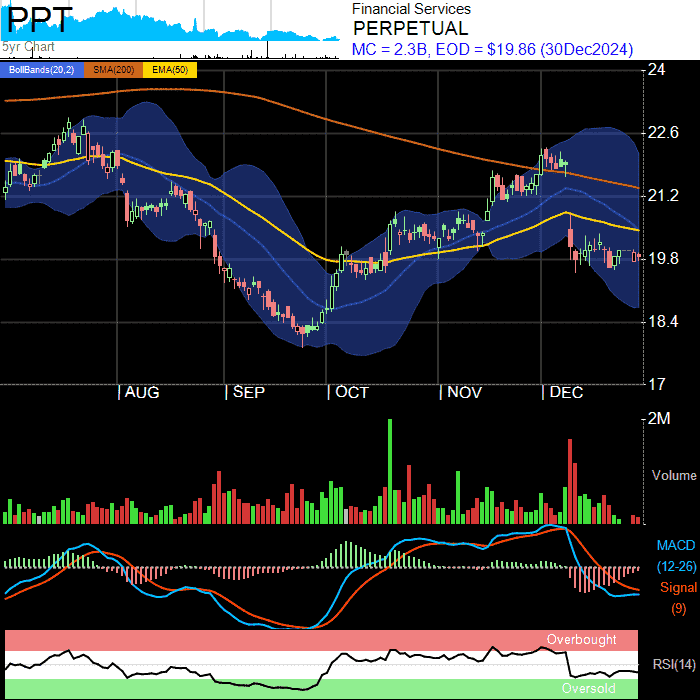 PPT
5yr Chart
Financial Services
PERPETUAL
MC = 2.3B, EOD = $19.86 (30Dec2024)
BollBands(20,2) SMA(200) EMA(50)
24
22.6
21.2
19.8
18.4
17
AUG SEP OCT NOV DEC
2M
Volume
MACD
(12-26)
Signal
(9)
Overbought
RSI(14)
Oversold